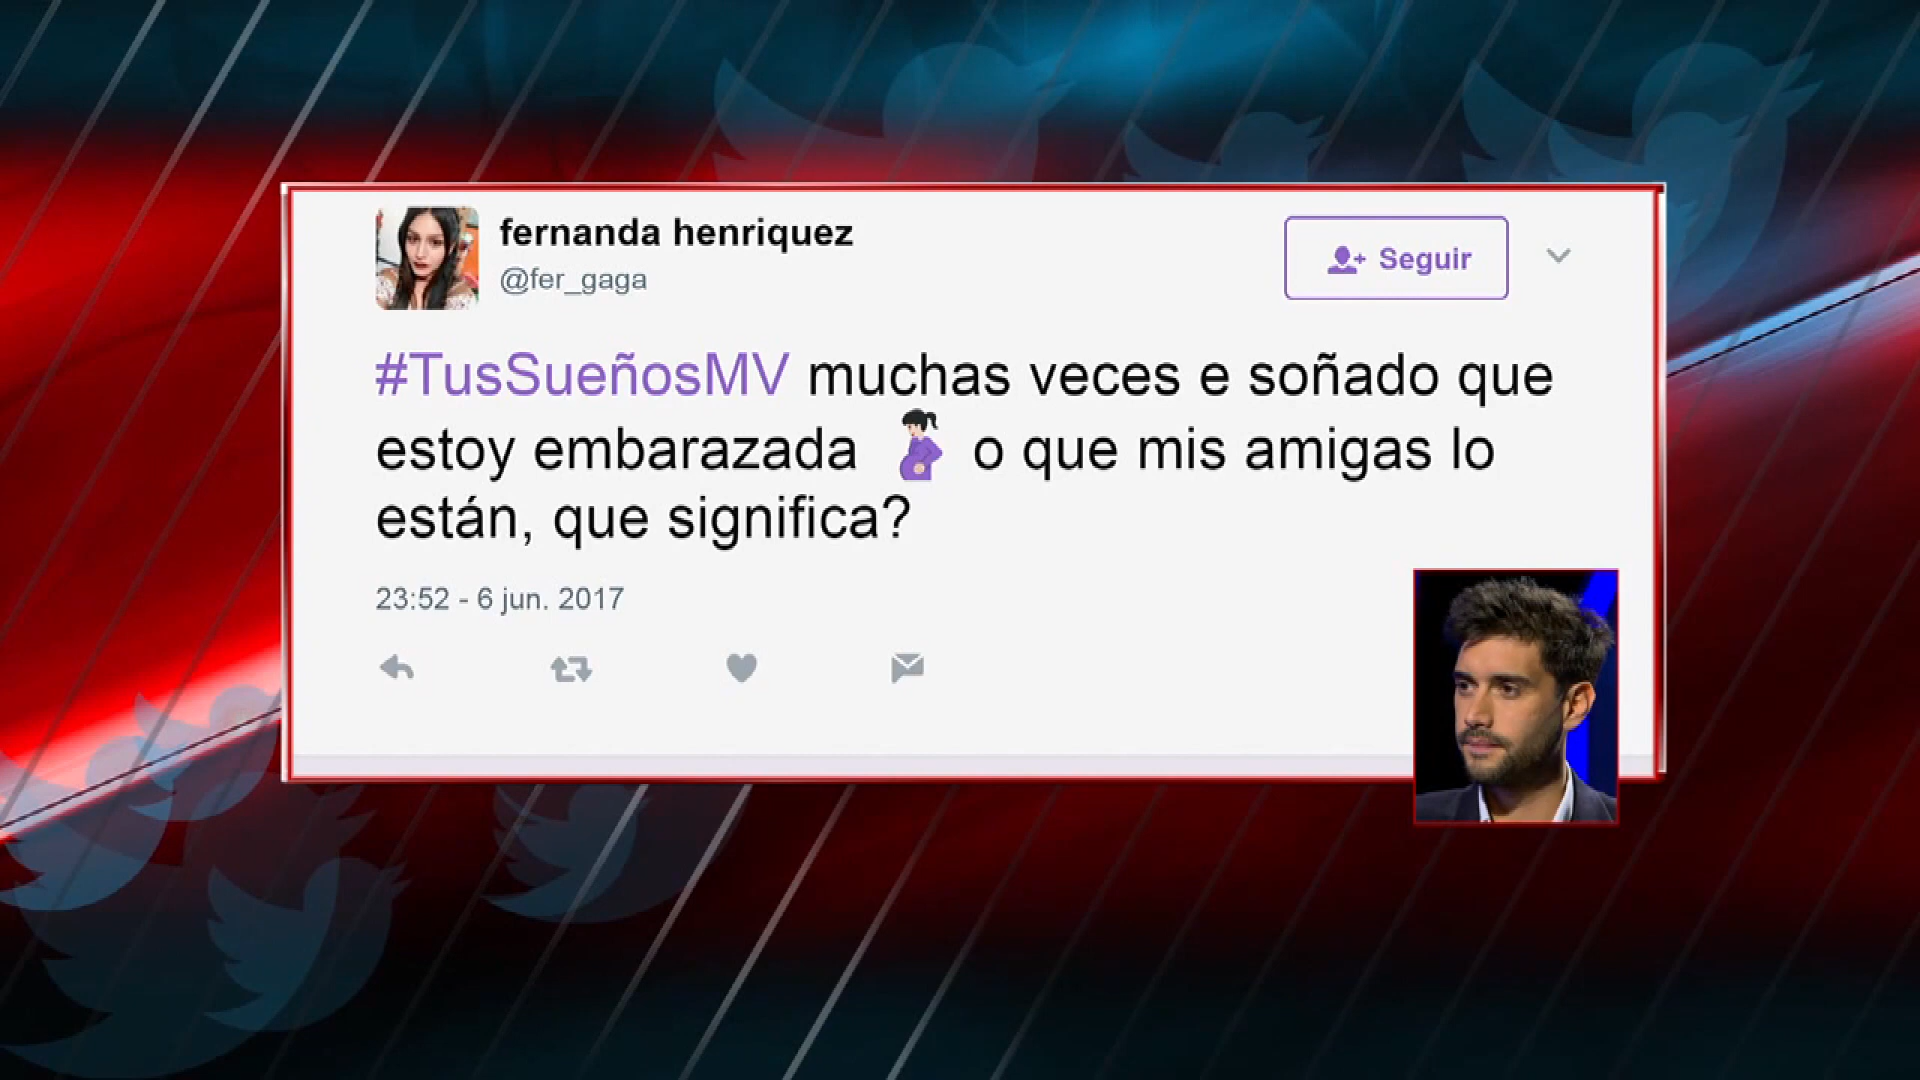 fernanda henriquez
@fer_gaga
Seguir
#TusSueñosMV muchas veces e soñado que
estoy embarazada 🤰🏻 o que mis amigas lo
están, que significa?
23:52 - 6 jun. 2017